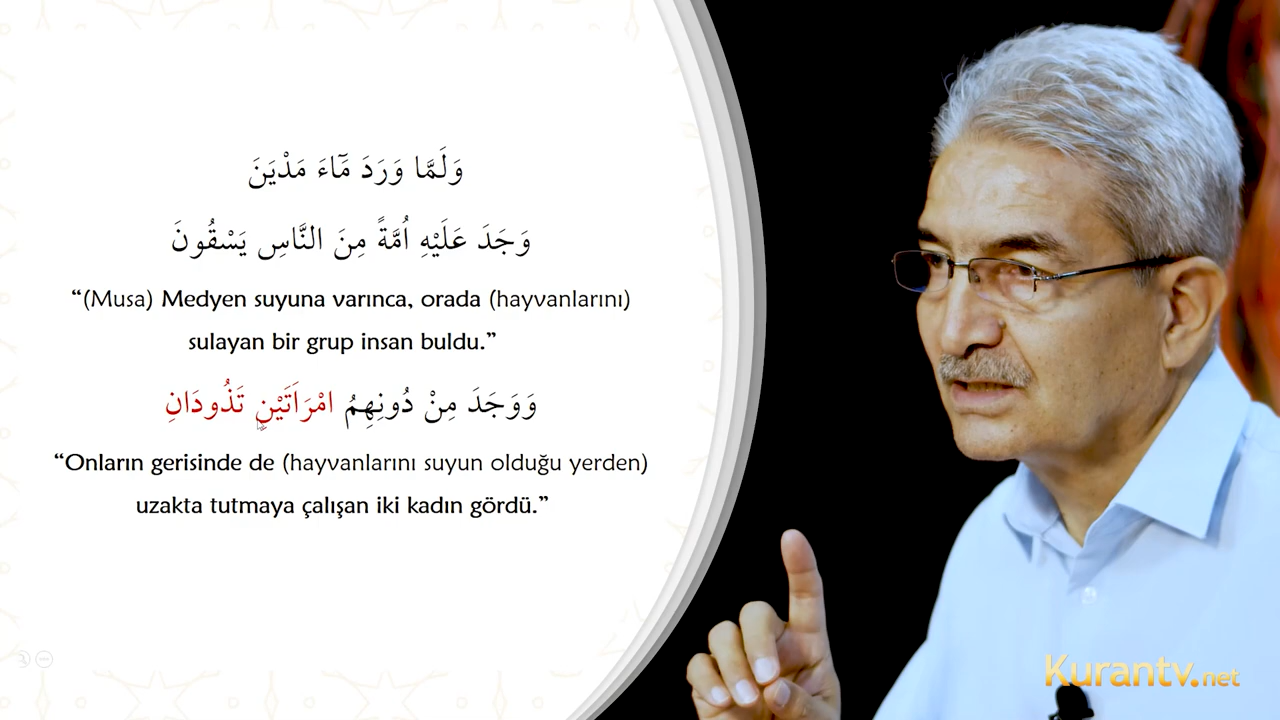 وَلَمَّا وَرَدَ مَٓاءَ مَدْيَنَ
وَجَدَ عَلَيْهِ اُمَّةً مِنَ النَّاسِ يَسْقُونَ
“(Musa) Medyen suyuna varınca, orada (hayvanlarını)
sulayan bir grup insan buldu.”
وَوَجَدَ مِنْ دُونِهِمُ امْرَاَتَيْنِ تَذُودَانِ
“Onların gerisinde de (hayvanlarını suyun olduğu yerden)
uzakta tutmaya çalışan iki kadın gördü.”
Kurantv.net